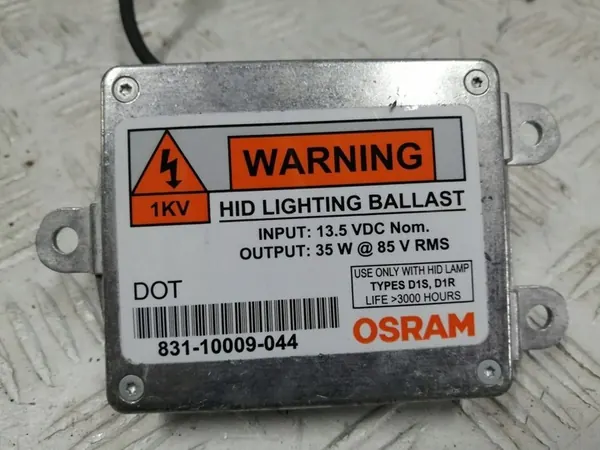 WARNING
1KV
HID LIGHTING BALLAST
INPUT: 13.5 VDC Nom.
OUTPUT: 35 W @ 85 V RMS
USE ONLY WITH HID LAMP
TYPES D1S, D1R
LIFE >3000 HOURS
DOT
831-10009-044
OSRAM